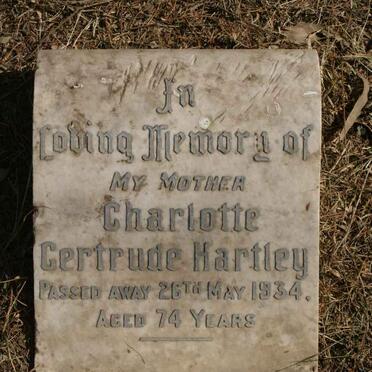 In
Loving Memory of
My Mother
Charlotte
Gertrude Hartley
Passed away 26th May 1934.
Aged 74 Years